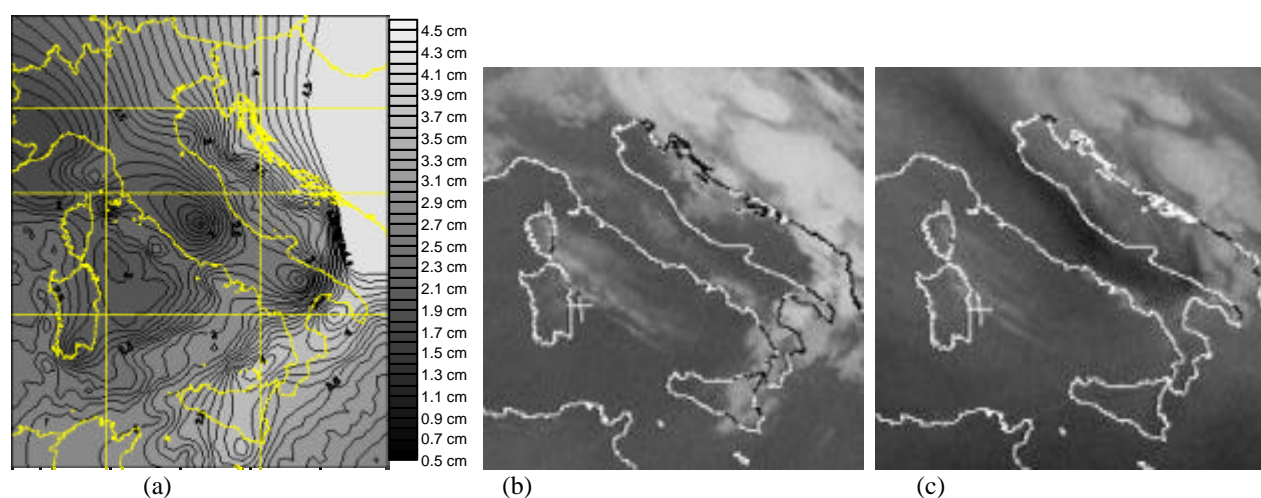 4.5 cm
4.3 cm
4.1 cm
3.9 cm
3.7 cm
3.5 cm
3.3 cm
3.1 cm
2.9 cm
2.7 cm
2.5 cm
2.3 cm
2.1 cm
1.9 cm
1.7 cm
1.5 cm
1.3 cm
1.1 cm
0.9 cm
0.7 cm
0.5 cm
(a) (b) (c)